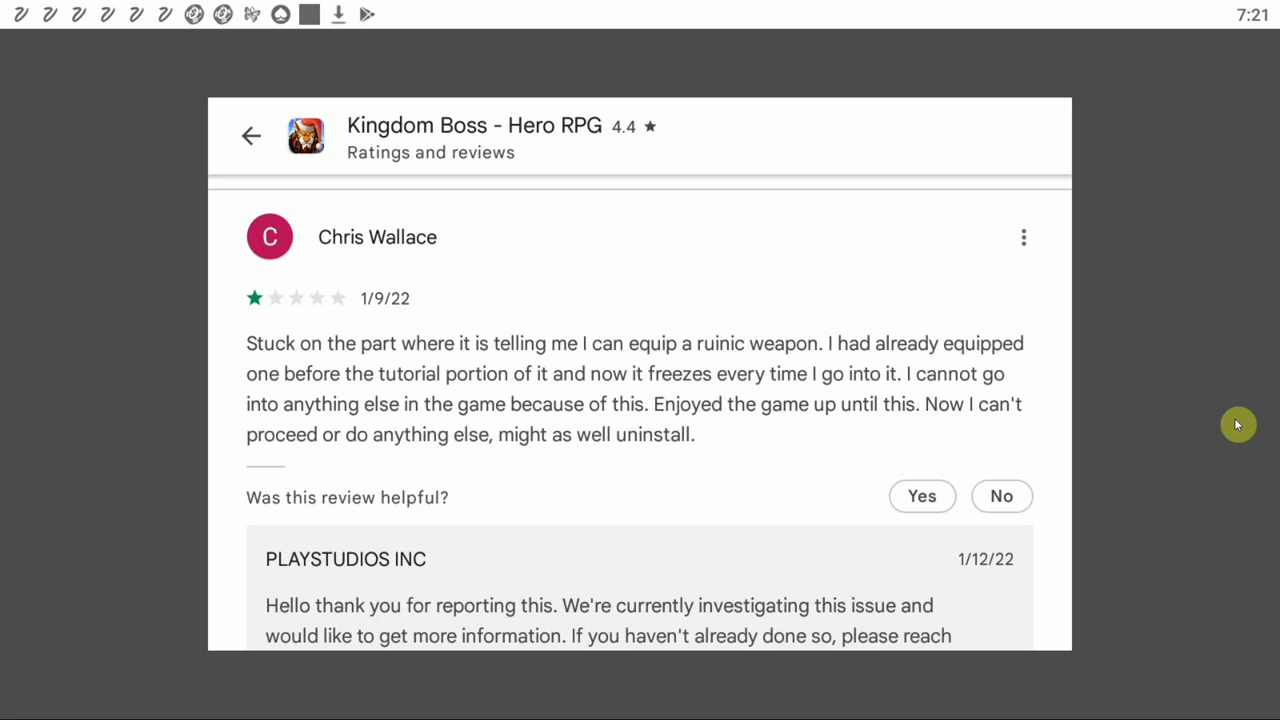 7:21
Kingdom Boss - Hero RPG 4.4 ★
Ratings and reviews
C
Chris Wallace
1/9/22
Stuck on the part where it is telling me I can equip a ruinic weapon. I had already equipped
one before the tutorial portion of it and now it freezes every time I go into it. I cannot go
into anything else in the game because of this. Enjoyed the game up until this. Now I can't
proceed or do anything else, might as well uninstall.
Was this review helpful?
Yes
No
PLAYSTUDIOS INC
1/12/22
Hello thank you for reporting this. We're currently investigating this issue and
would like to get more information. If you haven't already done so, please reach